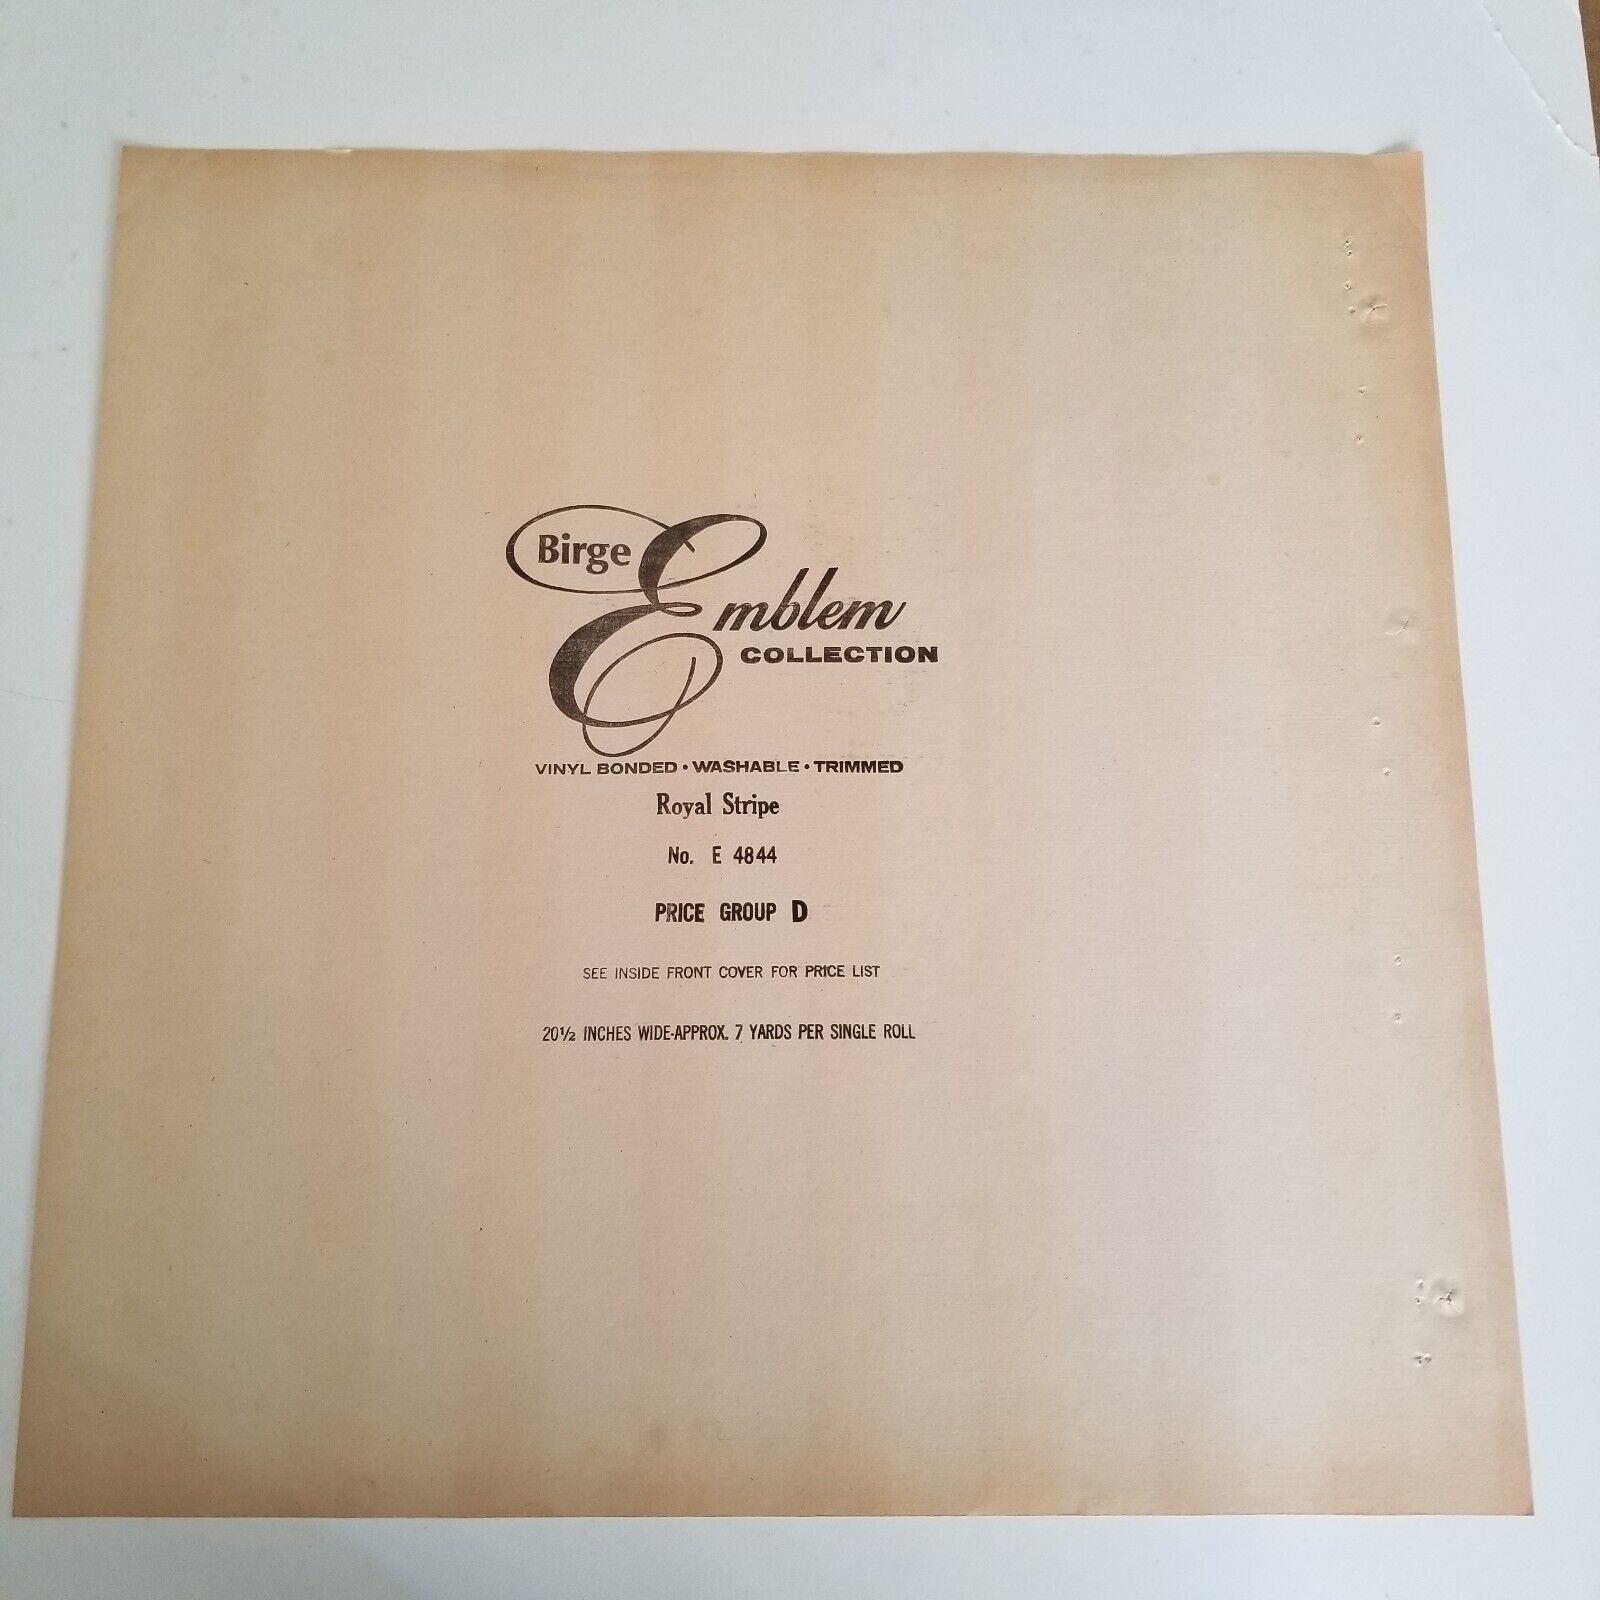 Birge
Emblem
COLLECTION
VINYL BONDED • WASHABLE • TRIMMED
Royal Stripe
No. E 4844
PRICE GROUP D
SEE INSIDE FRONT COVER FOR PRICE LIST
20½ INCHES WIDE-APPROX. 7 YARDS PER SINGLE ROLL